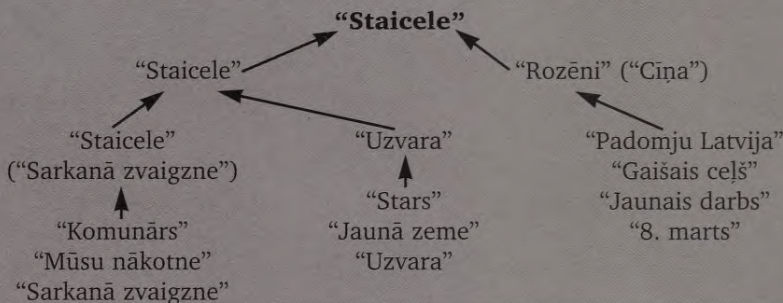 “Staicele”
“Staicele” “Rozēni” (“Cīņa”)
“Staicele” “Uzvara” “Padomju Latvija”
(“Sarkanā zvaigzne”) “Gaišais ceļš”
“Stars” “Jaunais darbs”
“Komunārs” “Jaunā zeme” “8. marts”
“Mūsu nākotne” “Uzvara”
“Sarkanā zvaigzne”